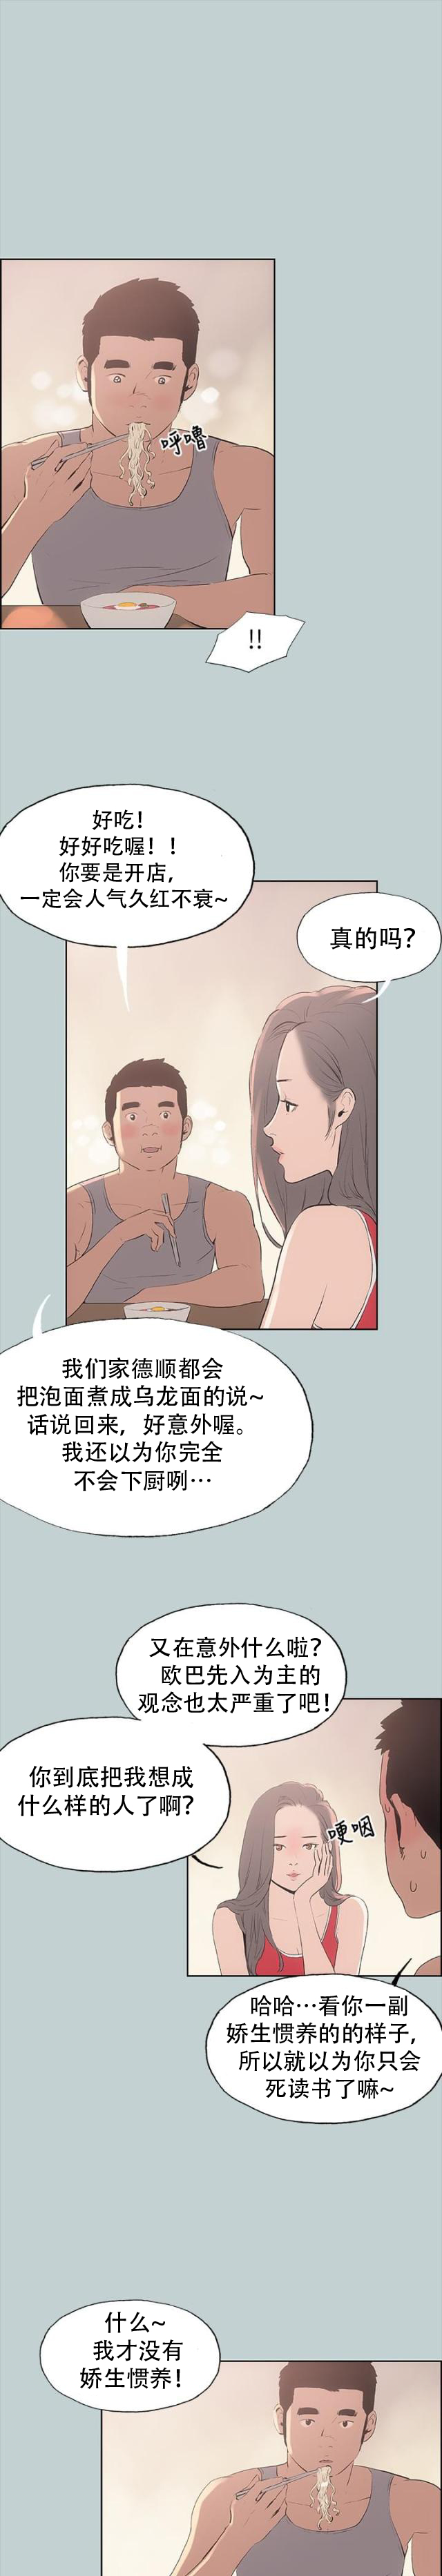 呼噜
!!
好吃！
好好吃喔！！
你要是开店，
一定会人气久红不衰~
真的吗？
我们家德顺都会
把泡面煮成乌龙面的说~
话说回来，好意外喔。
我还以为你完全
不会下厨咧…
又在意外什么啦？
欧巴先入为主的
观念也太严重了吧！
你到底把我想成
什么样的人了啊？
哽咽
哈哈…看你一副
娇生惯养的的样子，
所以就以为你只会
死读书了嘛~
什么~
我才没有
娇生惯养！